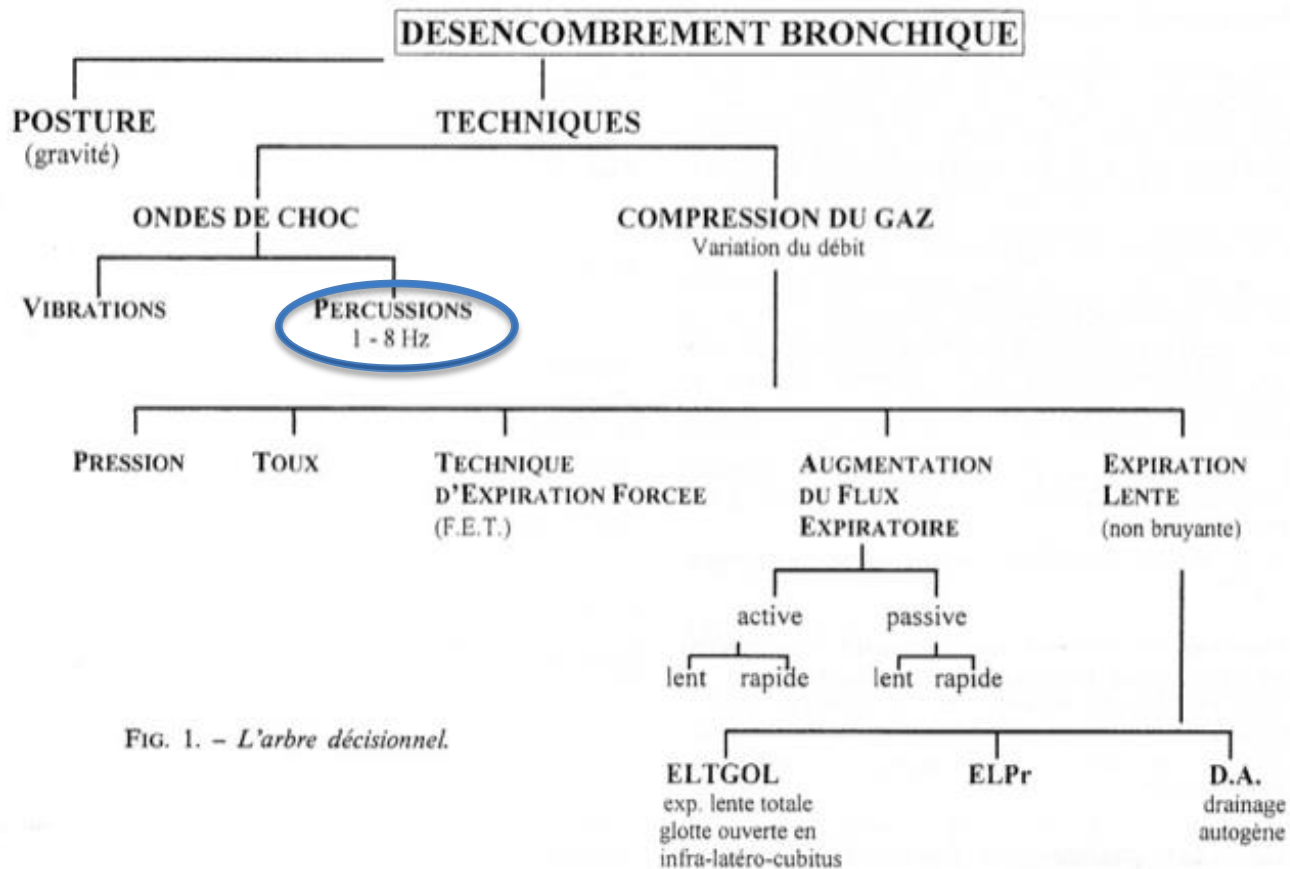 DESENCOMBREMENT BRONCHIQUE
POSTURE
(gravité)
TECHNIQUES
ONDES DE CHOC
COMPRESSION DU GAZ
Variation du débit
VIBRATIONS
PERCUSSIONS
1 - 8 Hz
PRESSION
TOUX
TECHNIQUE
D'EXPIRATION FORCEE
(F.E.T.)
AUGMENTATION
DU FLUX
EXPIRATOIRE
EXPIRATION
LENTE
(non bruyante)
active
passive
lent rapide
lent rapide
FIG. 1. – L'arbre décisionnel.
ELTGOL
exp. lente totale
glotte ouverte en
infra-latéro-cubitus
ELPr
D.A.
drainage
autogène